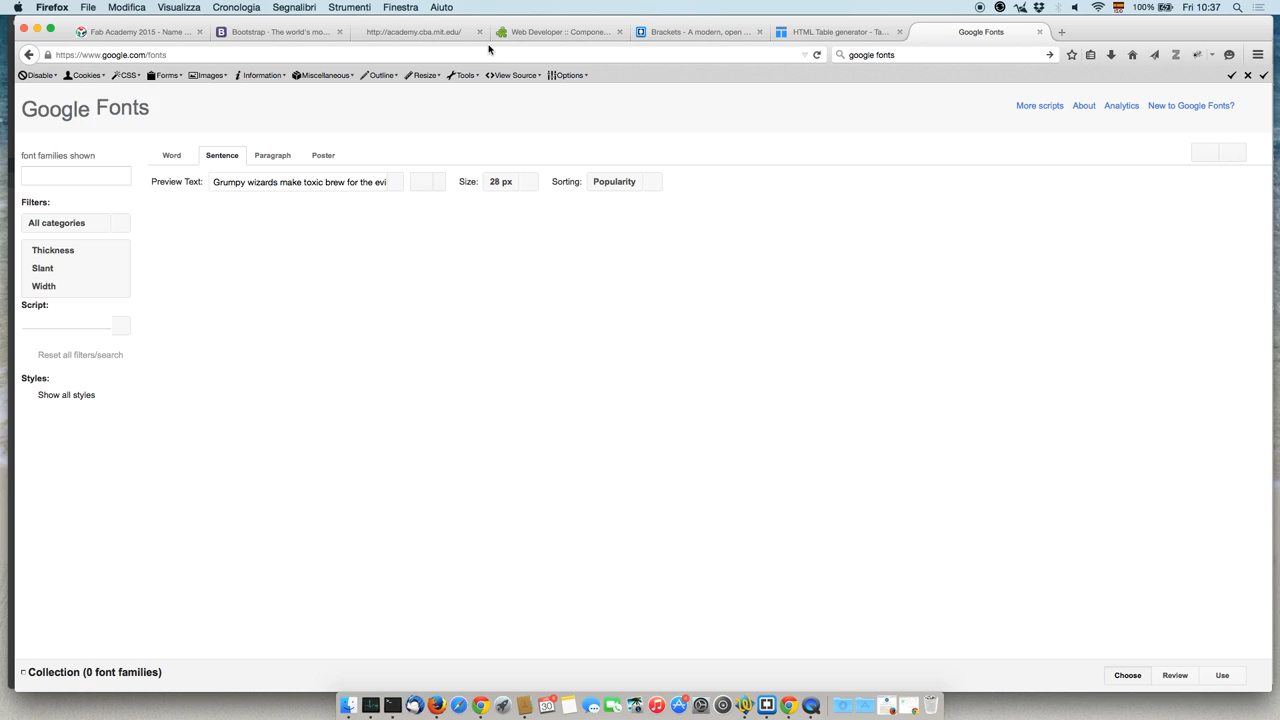 Firefox File Modifica Visualizza Cronologia Segnalibri Strumenti Finestra Aiuto 100% Fri 10:37
Fab Academy 2015 - Name ... Bootstrap · The world's mo... http://academy.cba.mit.edu/ Web Developer :: Compone... Brackets - A modern, open ... HTML Table generator – Ta... Google Fonts
https://www.google.com/fonts google fonts
Disable Cookies CSS Forms Images Information Miscellaneous Outline Resize Tools View Source Options
Google Fonts More scripts About Analytics New to Google Fonts?
font families shown Word Sentence Paragraph Poster
Preview Text: Grumpy wizards make toxic brew for the evi Size: 28 px Sorting: Popularity
Filters:
All categories
Thickness
Slant
Width
Script:
Reset all filters/search
Styles:
Show all styles
Collection (0 font families) Choose Review Use